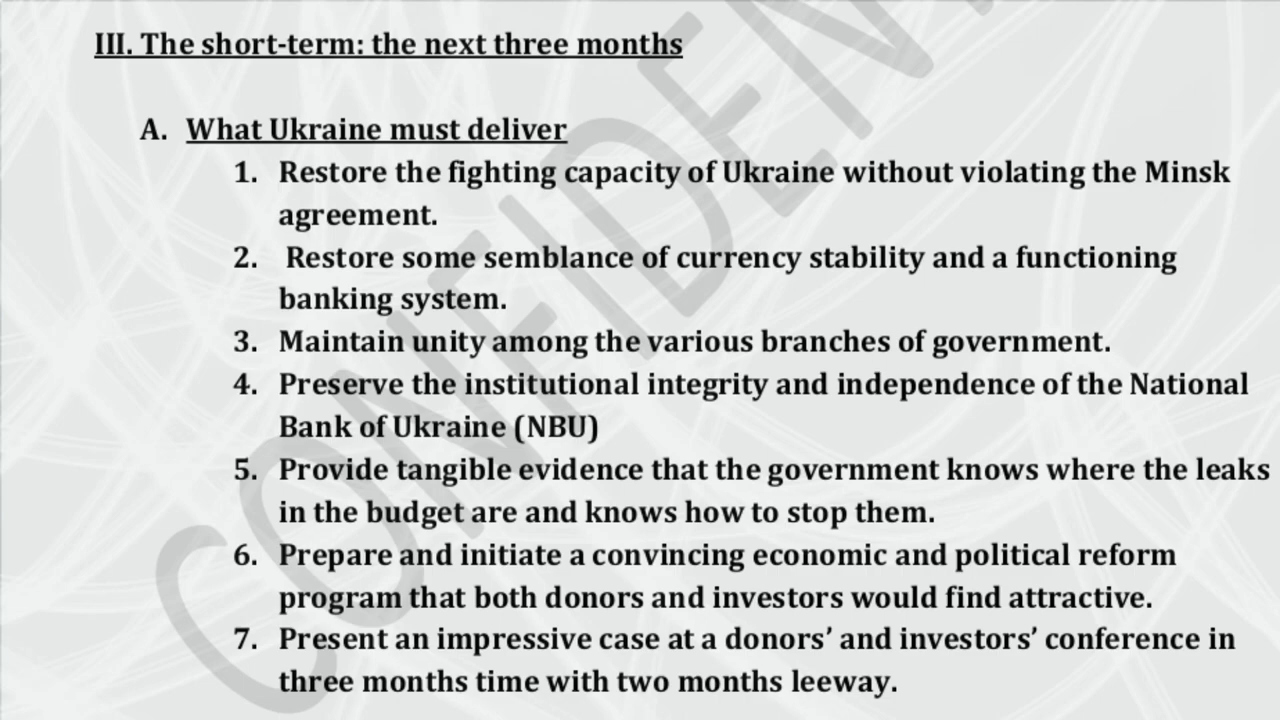 III. The short-term: the next three months
A. What Ukraine must deliver
1. Restore the fighting capacity of Ukraine without violating the Minsk
agreement.
2. Restore some semblance of currency stability and a functioning
banking system.
3. Maintain unity among the various branches of government.
4. Preserve the institutional integrity and independence of the National
Bank of Ukraine (NBU)
5. Provide tangible evidence that the government knows where the leaks
in the budget are and knows how to stop them.
6. Prepare and initiate a convincing economic and political reform
program that both donors and investors would find attractive.
7. Present an impressive case at a donors’ and investors’ conference in
three months time with two months leeway.
CONFIDEN